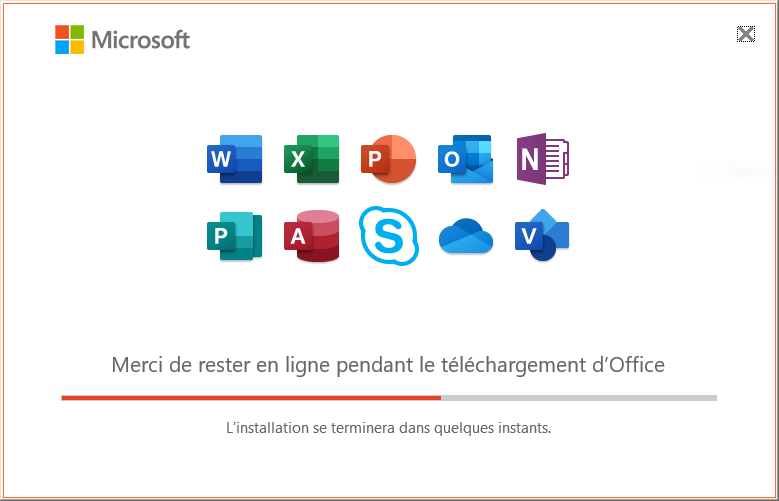 Microsoft
W
X
P
O
N
P
A
S
V
Merci de rester en ligne pendant le téléchargement d’Office
L’installation se terminera dans quelques instants.